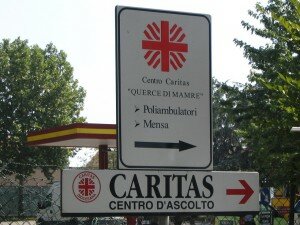 Centro Caritas
"QUERCE DI MAMRE"
Poliambulatori
Mensa
CARITAS
CENTRO D'ASCOLTO